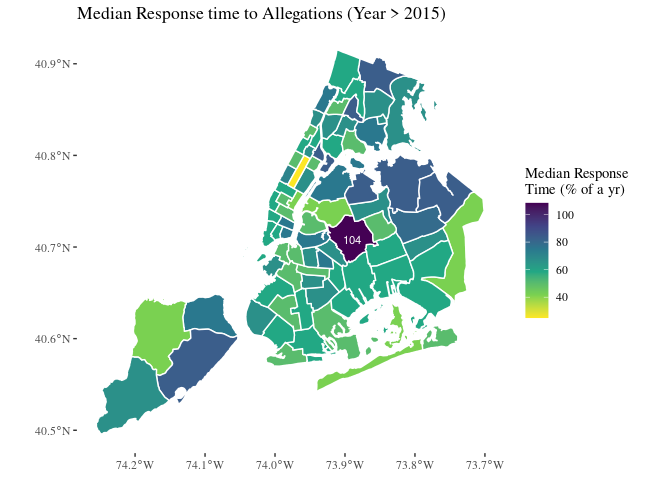 Median Response time to Allegations (Year > 2015)
40.9°N
40.8°N
40.7°N
40.6°N
40.5°N
104
74.2°W
74.1°W
74.0°W
73.9°W
73.8°W
73.7°W
Median Response
Time (% of a yr)
100
80
60
40